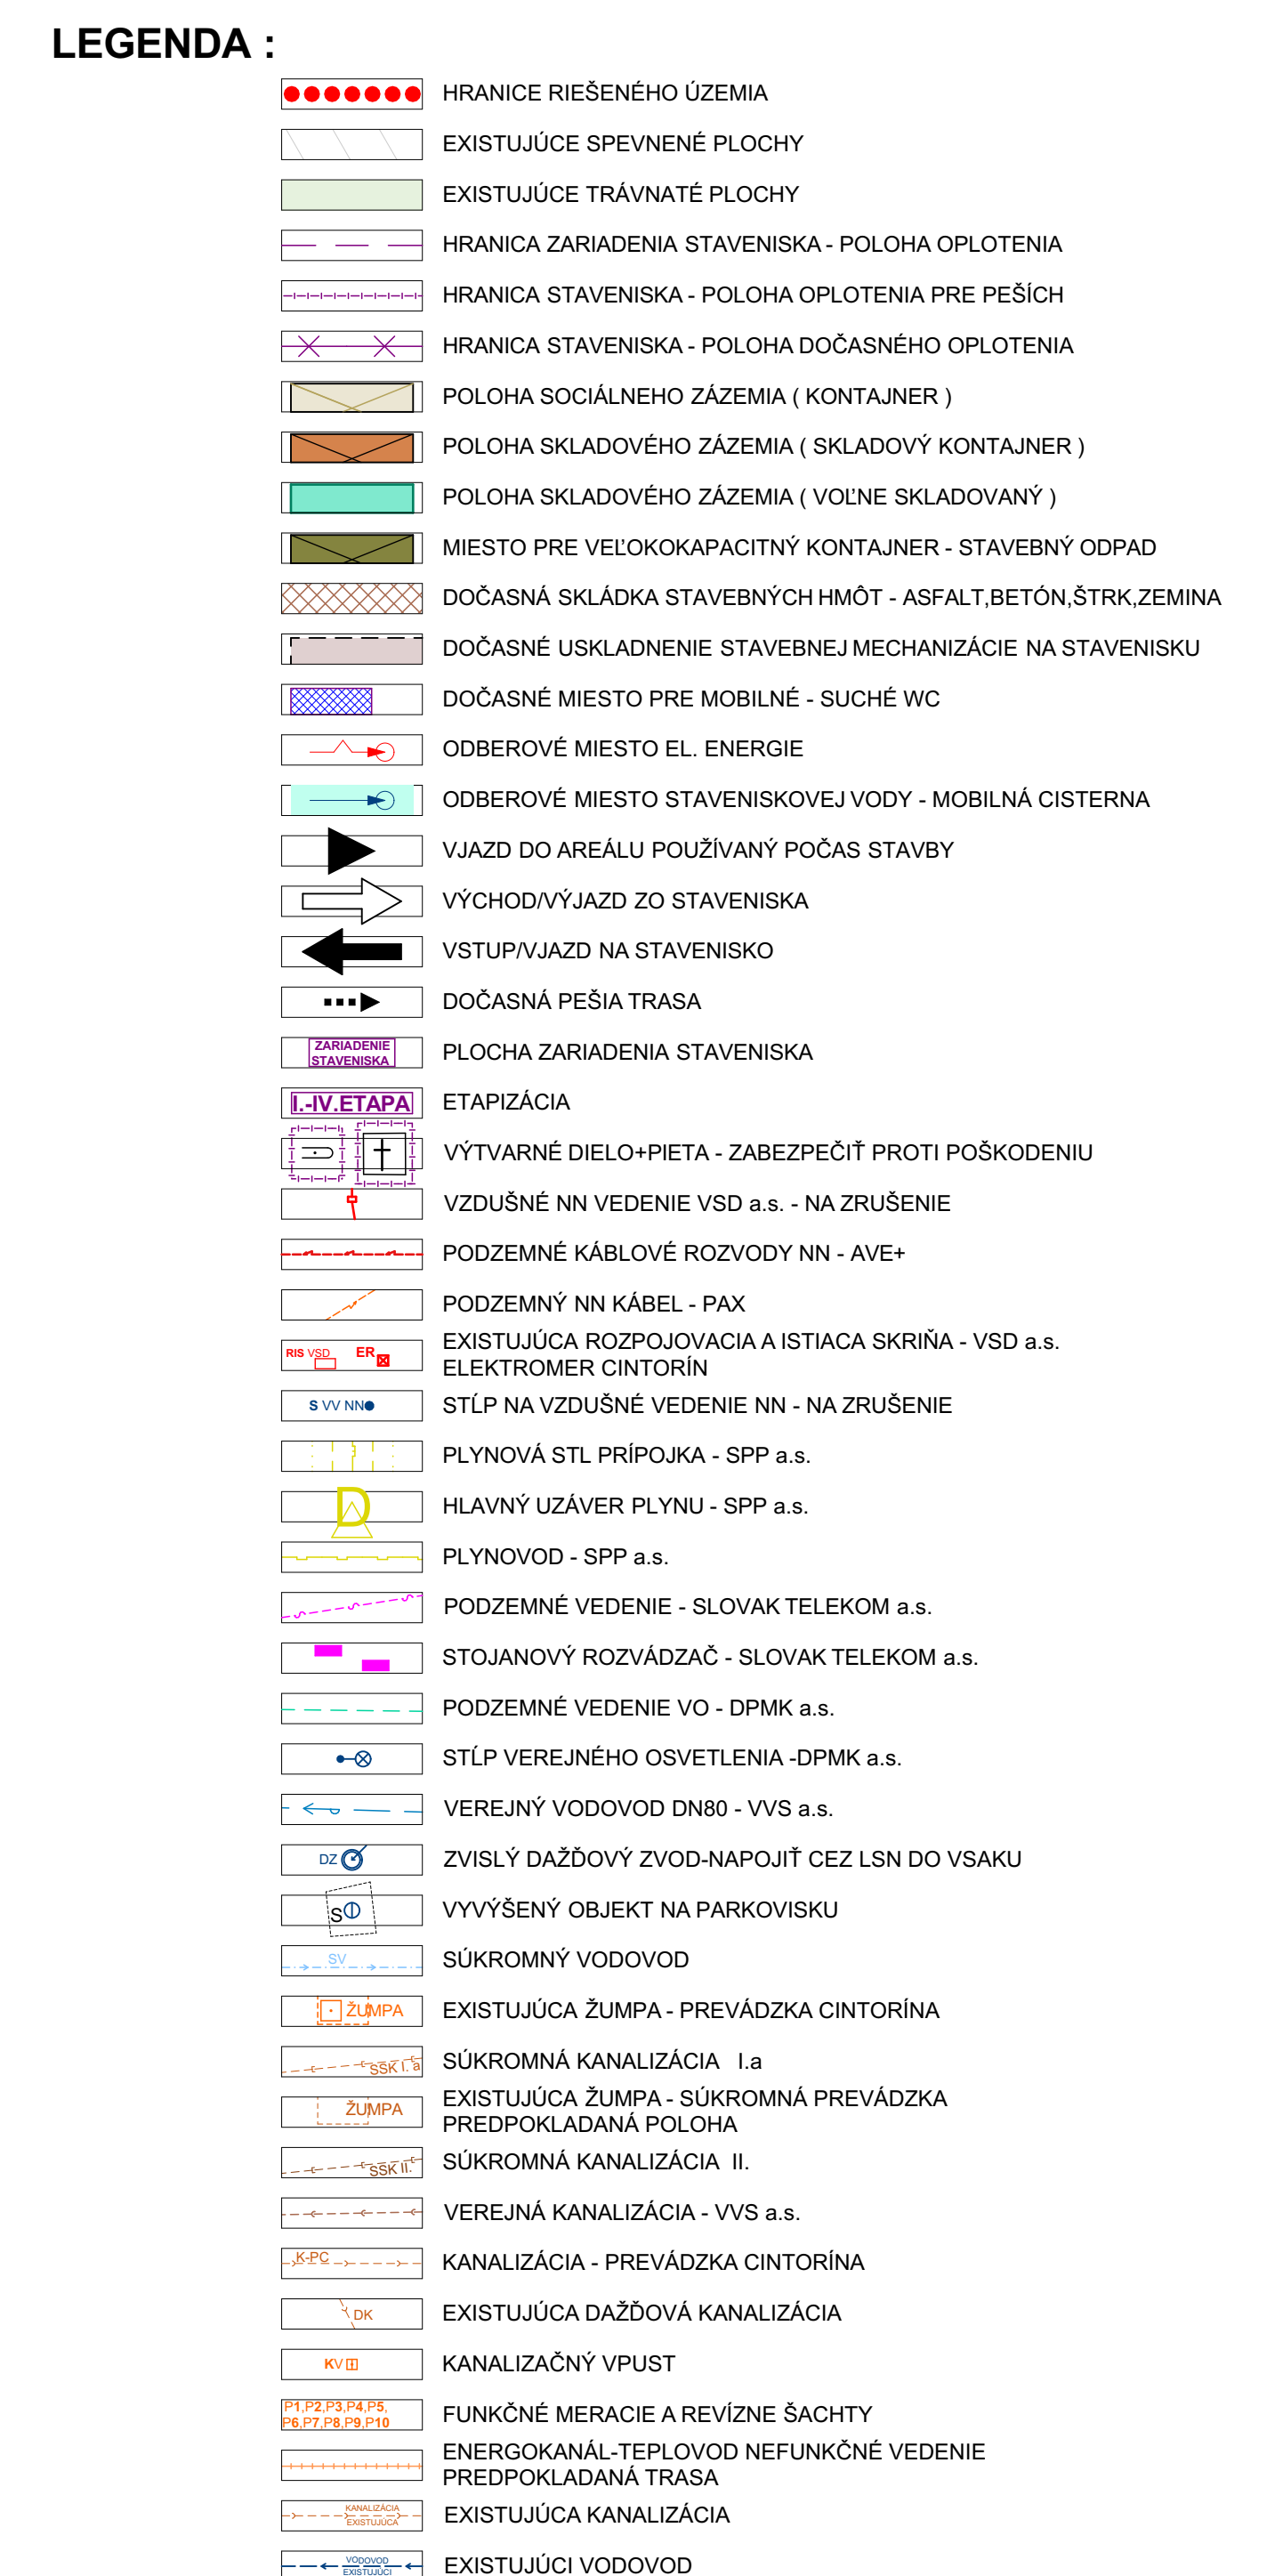 LEGENDA :
HRANICE RIEŠENÉHO ÚZEMIA
EXISTUJÚCE SPEVNENÉ PLOCHY
EXISTUJÚCE TRÁVNATÉ PLOCHY
HRANICA ZARIADENIA STAVENISKA - POLOHA OPLOTENIA
HRANICA STAVENISKA - POLOHA OPLOTENIA PRE PEŠÍCH
HRANICA STAVENISKA - POLOHA DOČASNÉHO OPLOTENIA
POLOHA SOCIÁLNEHO ZÁZEMIA ( KONTAJNER )
POLOHA SKLADOVÉHO ZÁZEMIA ( SKLADOVÝ KONTAJNER )
POLOHA SKLADOVÉHO ZÁZEMIA ( VOĽNE SKLADOVANÝ )
MIESTO PRE VEĽOKOKAPACITNÝ KONTAJNER - STAVEBNÝ ODPAD
DOČASNÁ SKLÁDKA STAVEBNÝCH HMÔT - ASFALT,BETÓN,ŠTRK,ZEMINA
DOČASNÉ USKLADNENIE STAVEBNEJ MECHANIZÁCIE NA STAVENISKU
DOČASNÉ MIESTO PRE MOBILNÉ - SUCHÉ WC
ODBEROVÉ MIESTO EL. ENERGIE
ODBEROVÉ MIESTO STAVENISKOVEJ VODY - MOBILNÁ CISTERNA
VJAZD DO AREÁLU POUŽÍVANÝ POČAS STAVBY
VÝCHOD/VÝJAZD ZO STAVENISKA
VSTUP/VJAZD NA STAVENISKO
DOČASNÁ PEŠIA TRASA
ZARIADENIE
STAVENISKA
PLOCHA ZARIADENIA STAVENISKA
I.-IV.ETAPA ETAPIZÁCIA
VÝTVARNÉ DIELO+PIETA - ZABEZPEČIŤ PROTI POŠKODENIU
VZDUŠNÉ NN VEDENIE VSD a.s. - NA ZRUŠENIE
PODZEMNÉ KÁBLOVÉ ROZVODY NN - AVE+
PODZEMNÝ NN KÁBEL - PAX
RIS VSD ER
EXISTUJÚCA ROZPOJOVACIA A ISTIACA SKRIŇA - VSD a.s.
ELEKTROMER CINTORÍN
S VV NN STĹP NA VZDUŠNÉ VEDENIE NN - NA ZRUŠENIE
PLYNOVÁ STL PRÍPOJKA - SPP a.s.
D HLAVNÝ UZÁVER PLYNU - SPP a.s.
PLYNOVOD - SPP a.s.
PODZEMNÉ VEDENIE - SLOVAK TELEKOM a.s.
STOJANOVÝ ROZVÁDZAČ - SLOVAK TELEKOM a.s.
PODZEMNÉ VEDENIE VO - DPMK a.s.
STĹP VEREJNÉHO OSVETLENIA -DPMK a.s.
VEREJNÝ VODOVOD DN80 - VVS a.s.
DZ ZVISLÝ DAŽĎOVÝ ZVOD-NAPOJIŤ CEZ LSN DO VSAKU
S VYVÝŠENÝ OBJEKT NA PARKOVISKU
SV SÚKROMNÝ VODOVOD
ŽUMPA EXISTUJÚCA ŽUMPA - PREVÁDZKA CINTORÍNA
SSK I. a SÚKROMNÁ KANALIZÁCIA I.a
ŽUMPA EXISTUJÚCA ŽUMPA - SÚKROMNÁ PREVÁDZKA
PREDPOKLADANÁ POLOHA
SSK II. SÚKROMNÁ KANALIZÁCIA II.
VEREJNÁ KANALIZÁCIA - VVS a.s.
K-PC KANALIZÁCIA - PREVÁDZKA CINTORÍNA
DK EXISTUJÚCA DAŽĎOVÁ KANALIZÁCIA
KV KANALIZAČNÝ VPUST
P1,P2,P3,P4,P5,
P6,P7,P8,P9,P10
FUNKČNÉ MERACIE A REVÍZNE ŠACHTY
ENERGOKANÁL-TEPLOVOD NEFUNKČNÉ VEDENIE
PREDPOKLADANÁ TRASA
KANALIZÁCIA
EXISTUJÚCA
EXISTUJÚCA KANALIZÁCIA
VODOVOD
EXISTUJÚCI
EXISTUJÚCI VODOVOD